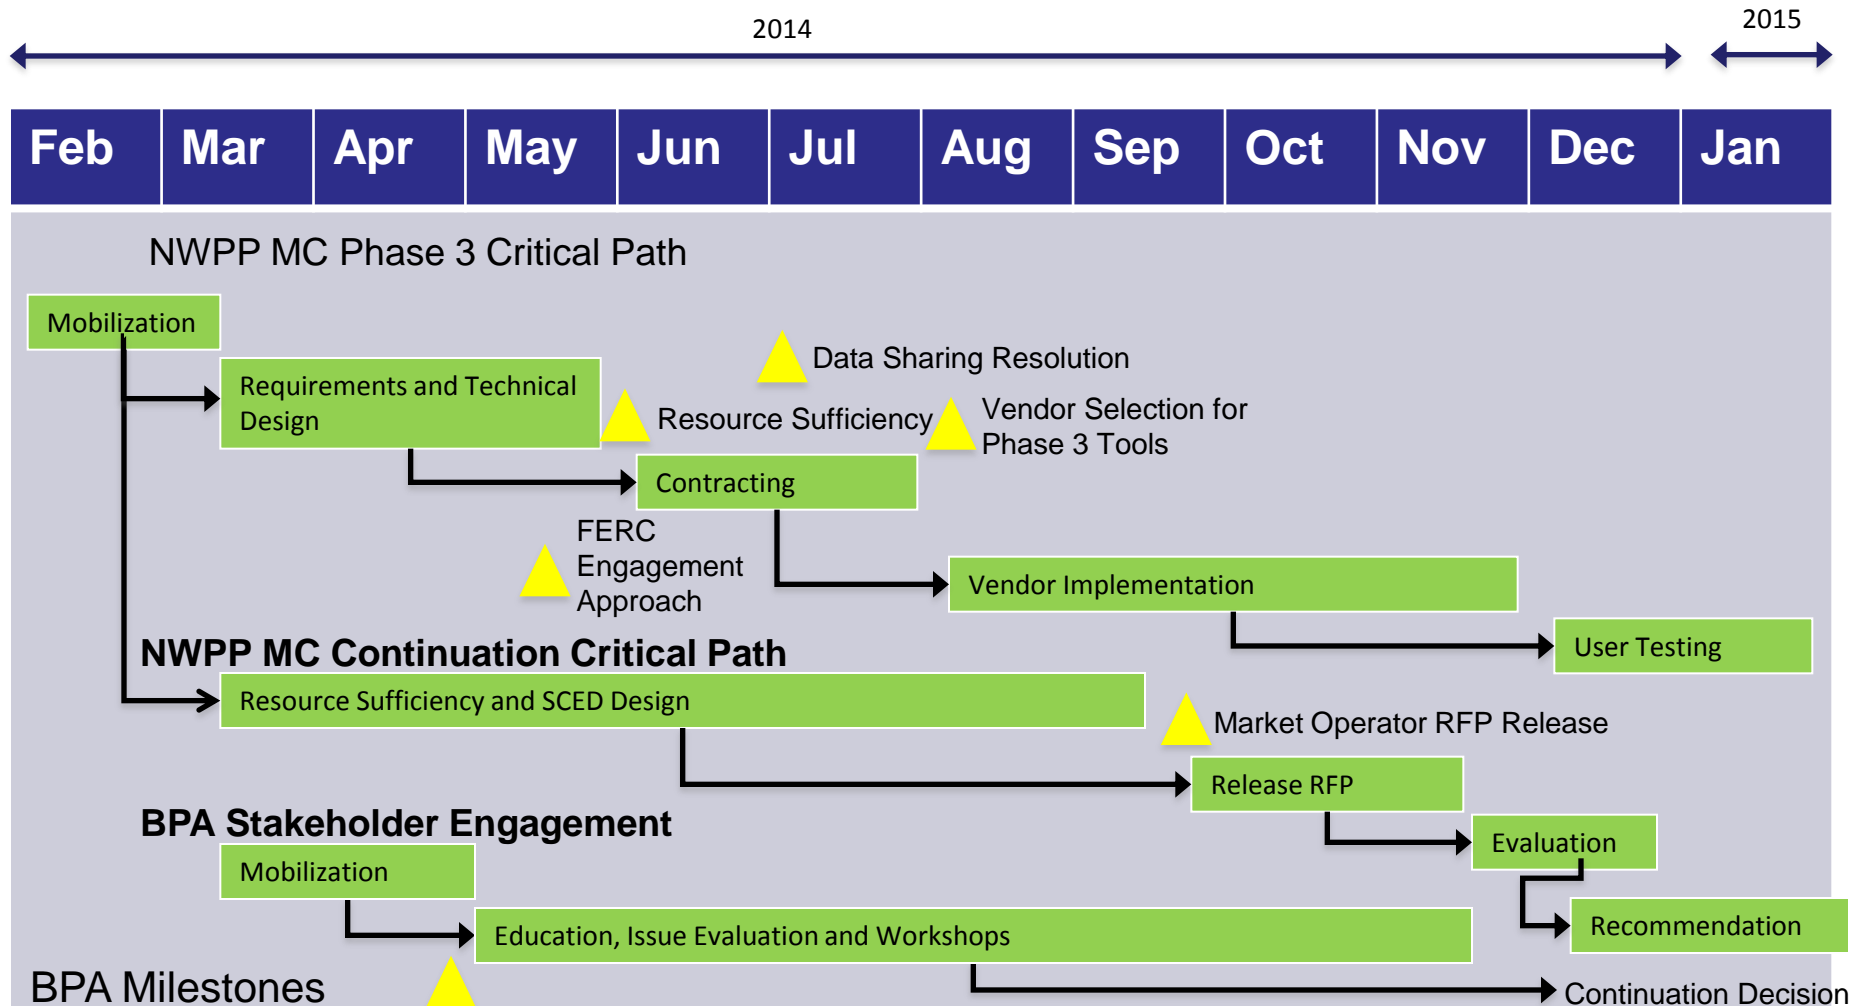 2014
2015
Feb Mar Apr May Jun Jul Aug Sep Oct Nov Dec Jan
NWPP MC Phase 3 Critical Path
Mobilization
Data Sharing Resolution
Requirements and Technical
Design
Resource Sufficiency
Vendor Selection for
Phase 3 Tools
Contracting
FERC
Engagement
Approach
Vendor Implementation
User Testing
NWPP MC Continuation Critical Path
Resource Sufficiency and SCED Design
Market Operator RFP Release
Release RFP
BPA Stakeholder Engagement
Evaluation
Mobilization
Recommendation
Education, Issue Evaluation and Workshops
BPA Milestones
Continuation Decision